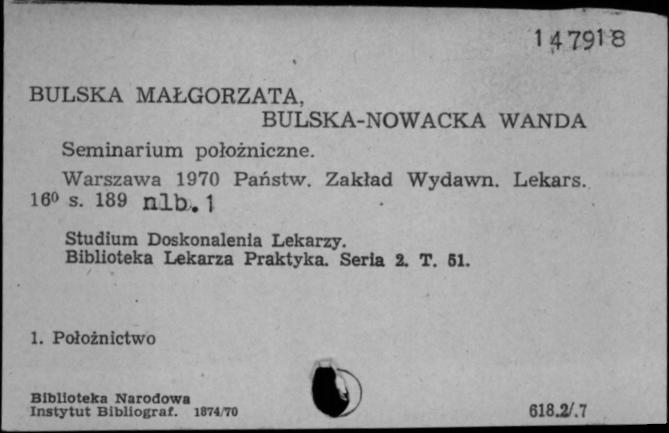 147918
BULSKA MAŁGORZATA,
BULSKA-NOWACKA WANDA
Seminarium położniczne.
Warszawa 1970 Państw. Zakład Wydawn. Lekars.
16⁰ s. 189 nlb. 1
Studium Doskonalenia Lekarzy.
Biblioteka Lekarza Praktyka. Seria 2. T. 51.
1. Położnictwo
Biblioteka Narodowa
Instytut Bibliograf. 1874/70
618.2/.7